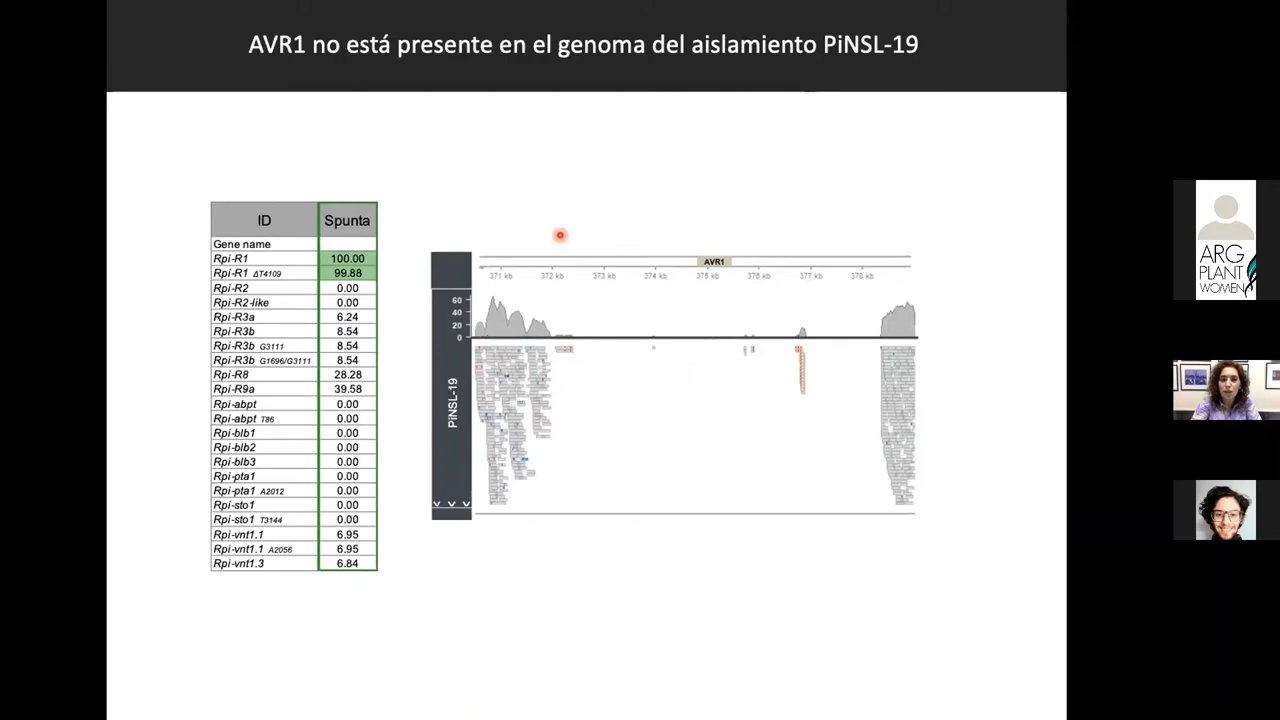 AVR1 no está presente en el genoma del aislamiento PiNSL-19
ID Spunta
Gene name
Rpi-R1 100.00
Rpi-R1 ΔT4109 99.88
Rpi-R2 0.00
Rpi-R2-like 0.00
Rpi-R3a 6.24
Rpi-R3b 8.54
Rpi-R3b G3111 8.54
Rpi-R3b G1696/G3111 8.54
Rpi-R8 28.28
Rpi-R9a 39.58
Rpi-abpt 0.00
Rpi-abpt T86 0.00
Rpi-blb1 0.00
Rpi-blb2 0.00
Rpi-blb3 0.00
Rpi-pta1 0.00
Rpi-pta1 A2012 0.00
Rpi-sto1 0.00
Rpi-sto1 T3144 0.00
Rpi-vnt1.1 6.95
Rpi-vnt1.1 A2056 6.95
Rpi-vnt1.3 6.84
AVR1
371 kb 372 kb 373 kb 374 kb 375 kb 376 kb 377 kb 378 kb
60
40
20
0
PiNSL-19
ARG
PLANT
WOMEN